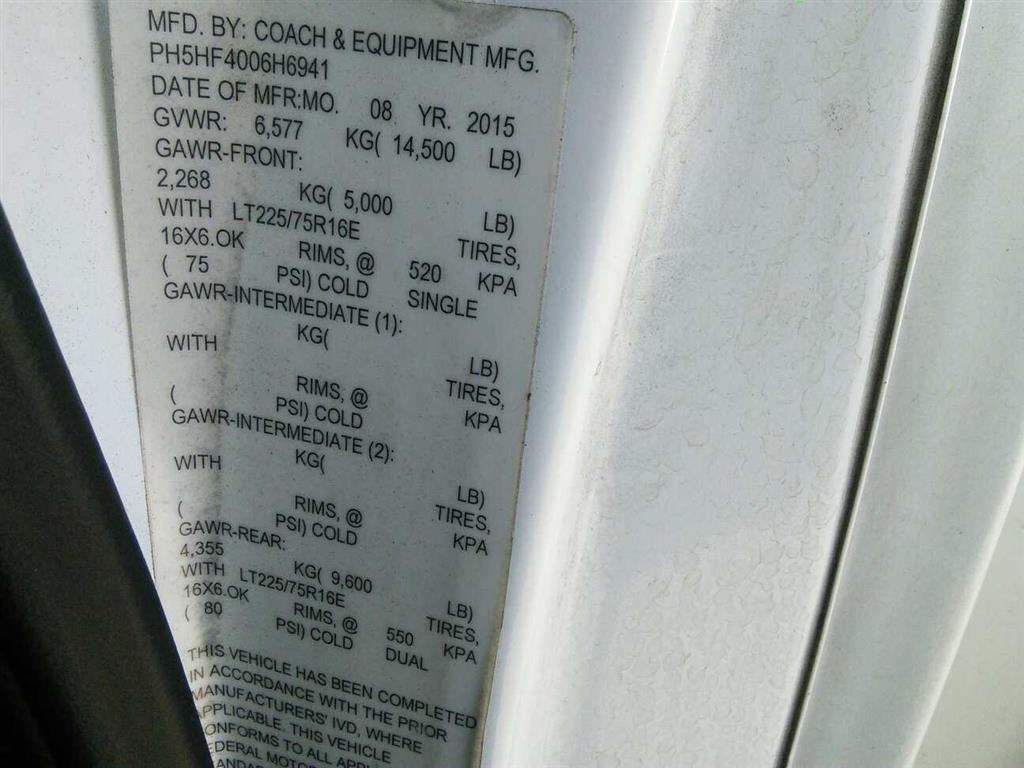 MFD. BY: COACH & EQUIPMENT MFG.
PH5HF4006H6941
DATE OF MFR:MO. 08 YR. 2015
GVWR: 6,577 KG( 14,500 LB)
GAWR-FRONT:
2,268 KG( 5,000 LB)
WITH LT225/75R16E TIRES,
16X6.OK RIMS, @ 520 KPA
( 75 PSI) COLD SINGLE
GAWR-INTERMEDIATE (1):
KG( LB)
WITH TIRES,
RIMS, @ KPA
( PSI) COLD
GAWR-INTERMEDIATE (2):
KG( LB)
WITH TIRES,
RIMS, @ KPA
( PSI) COLD
GAWR-REAR:
4,355 KG( 9,600 LB)
WITH LT225/75R16E TIRES,
16X6.OK RIMS, @ 550 KPA
( 80 PSI) COLD DUAL
THIS VEHICLE HAS BEEN COMPLETED
IN ACCORDANCE WITH THE PRIOR
MANUFACTURERS' IVD, WHERE
APPLICABLE. THIS VEHICLE
CONFORMS TO ALL